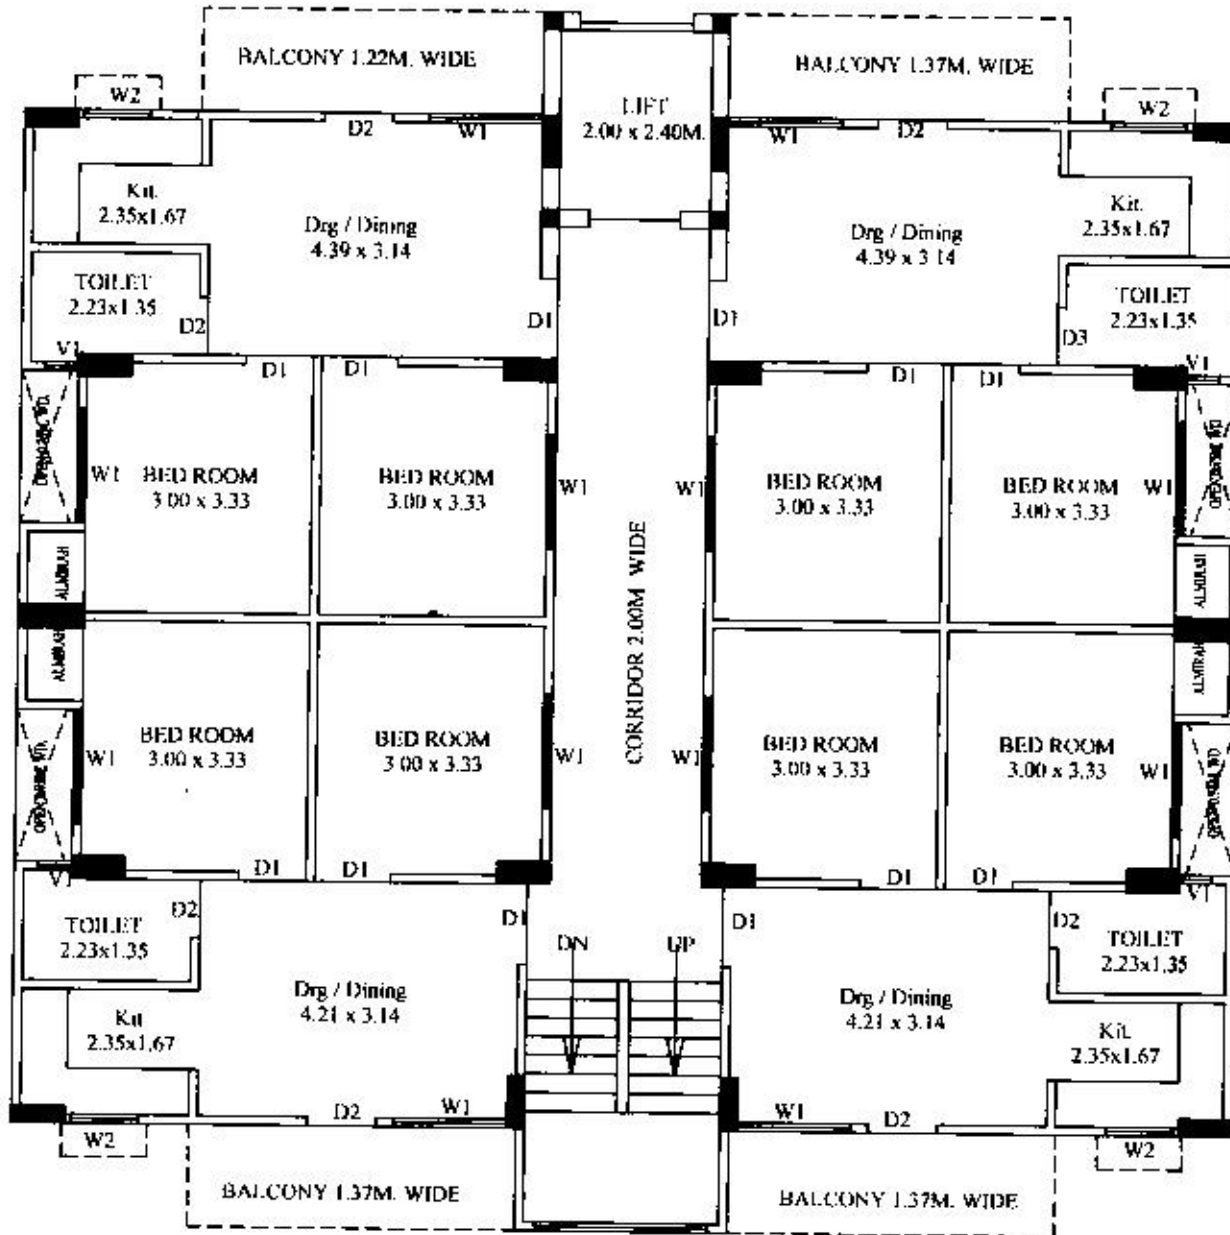 BALCONY 1.22M. WIDE
BALCONY 1.37M. WIDE
LIFT
2.00 x 2.40M.
W2
W2
D2
W1
W1
D2
Kit.
2.35x1.67
Drg / Dining
4.39 x 3.14
Drg / Dining
4.39 x 3.14
Kit.
2.35x1.67
TOILET
2.23x1.35
D2
D1
D1
D3
TOILET
2.23x1.35
V1
D1
D1
D1
D1
V1
W1
BED ROOM
3.00 x 3.33
BED ROOM
3.00 x 3.33
W1
W1
BED ROOM
3.00 x 3.33
BED ROOM
3.00 x 3.33
W1
ALMIRAH
ALMIRAH
CORRIDOR 2.00M WIDE
ALMIRAH
ALMIRAH
W1
BED ROOM
3.00 x 3.33
BED ROOM
3.00 x 3.33
W1
W1
BED ROOM
3.00 x 3.33
BED ROOM
3.00 x 3.33
W1
V1
D1
D1
D1
D1
V1
TOILET
2.23x1.35
D2
D1
DN
UP
D1
D2
TOILET
2.23x1.35
Kit
2.35x1.67
Drg / Dining
4.21 x 3.14
Drg / Dining
4.21 x 3.14
Kit.
2.35x1.67
W2
D2
W1
W1
D2
W2
BALCONY 1.37M. WIDE
BALCONY 1.37M. WIDE